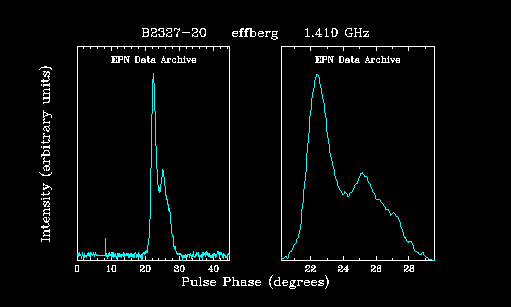 B2327-20 effberg 1.410 GHz
EPN Data Archive EPN Data Archive
Intensity (arbitrary units)
0 10 20 30 40 22 24 26 28
Pulse Phase (degrees)